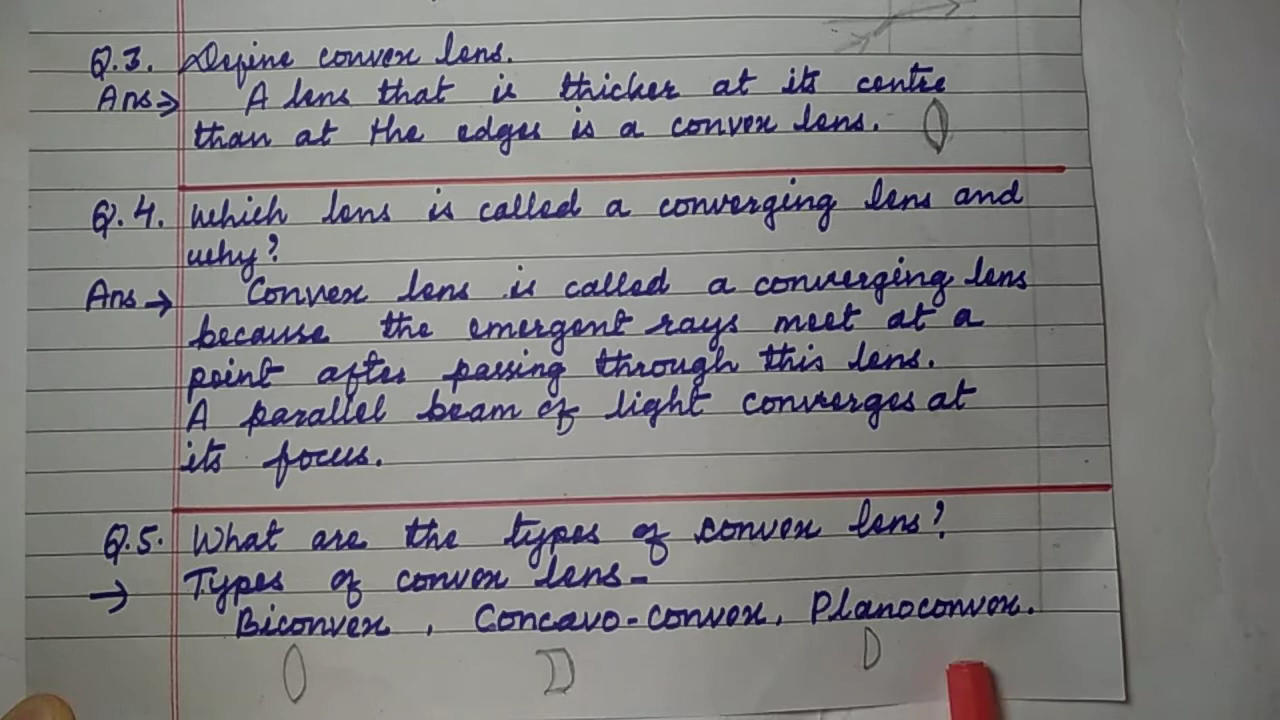 Q.3. Define convex lens.
Ans⇒ A lens that is thicker at its centre
than at the edges is a convex lens.
Q.4. Which lens is called a converging lens and
why?
Ans → Convex lens is called a converging lens
because the emergent rays meet at a
point after passing through this lens.
A parallel beam of light converges at
its focus.
Q.5. What are the types of convex lens?
→ Types of convex lens-
Biconvex, Concavo-convex, Planoconvex.